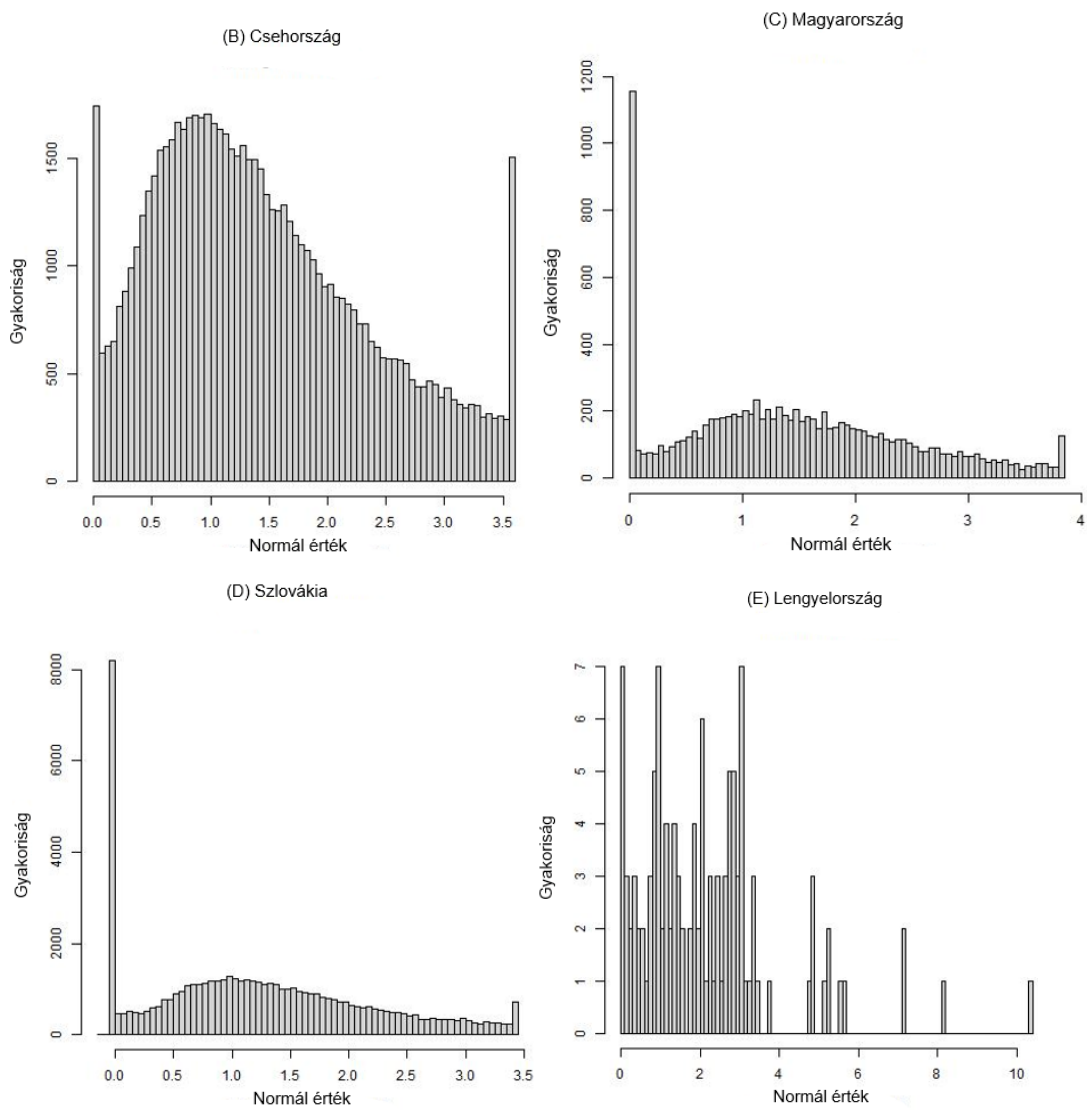 (B) Csehország
Gyakoriság
1500
1000
500
0
0.0 0.5 1.0 1.5 2.0 2.5 3.0 3.5
Normál érték
(C) Magyarország
Gyakoriság
1200
1000
800
600
400
200
0
0 1 2 3 4
Normál érték
(D) Szlovákia
Gyakoriság
8000
6000
4000
2000
0
0.0 0.5 1.0 1.5 2.0 2.5 3.0 3.5
Normál érték
(E) Lengyelország
Gyakoriság
7
6
5
4
3
2
1
0
0 2 4 6 8 10
Normál érték